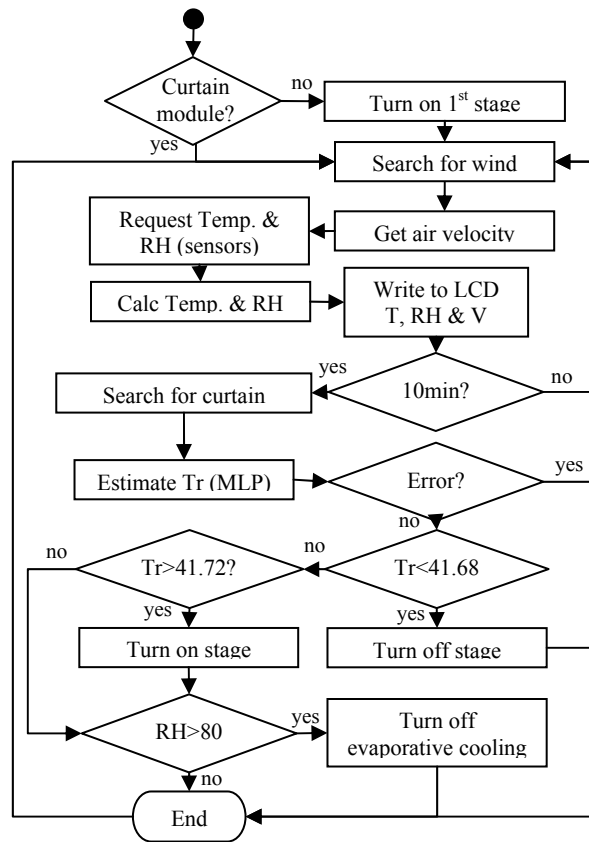 Curtain
module?
no
Turn on 1st stage
yes
Search for wind
Request Temp. &
RH (sensors)
Get air velocity
Calc Temp. & RH
Write to LCD
T, RH & V
yes
10min?
no
Search for curtain
Estimate Tr (MLP)
Error?
yes
no
no
Tr>41.72?
no
Tr<41.68
yes
yes
Turn on stage
Turn off stage
RH>80
yes
Turn off
evaporative cooling
no
End